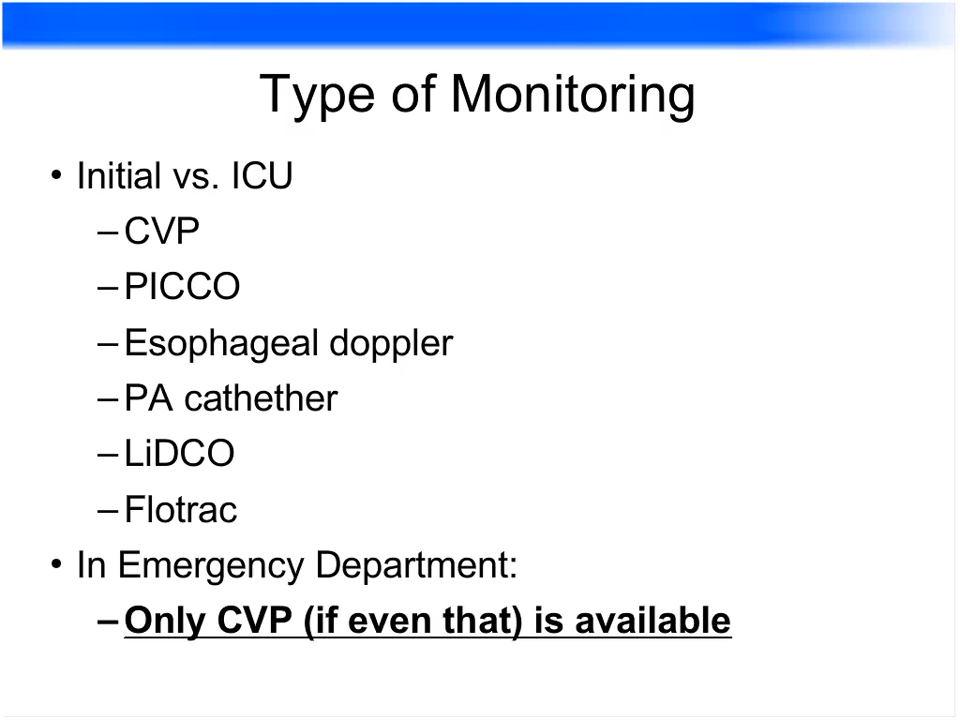 Type of Monitoring
• Initial vs. ICU
– CVP
– PICCO
– Esophageal doppler
– PA cathether
– LiDCO
– Flotrac
• In Emergency Department:
– Only CVP (if even that) is available